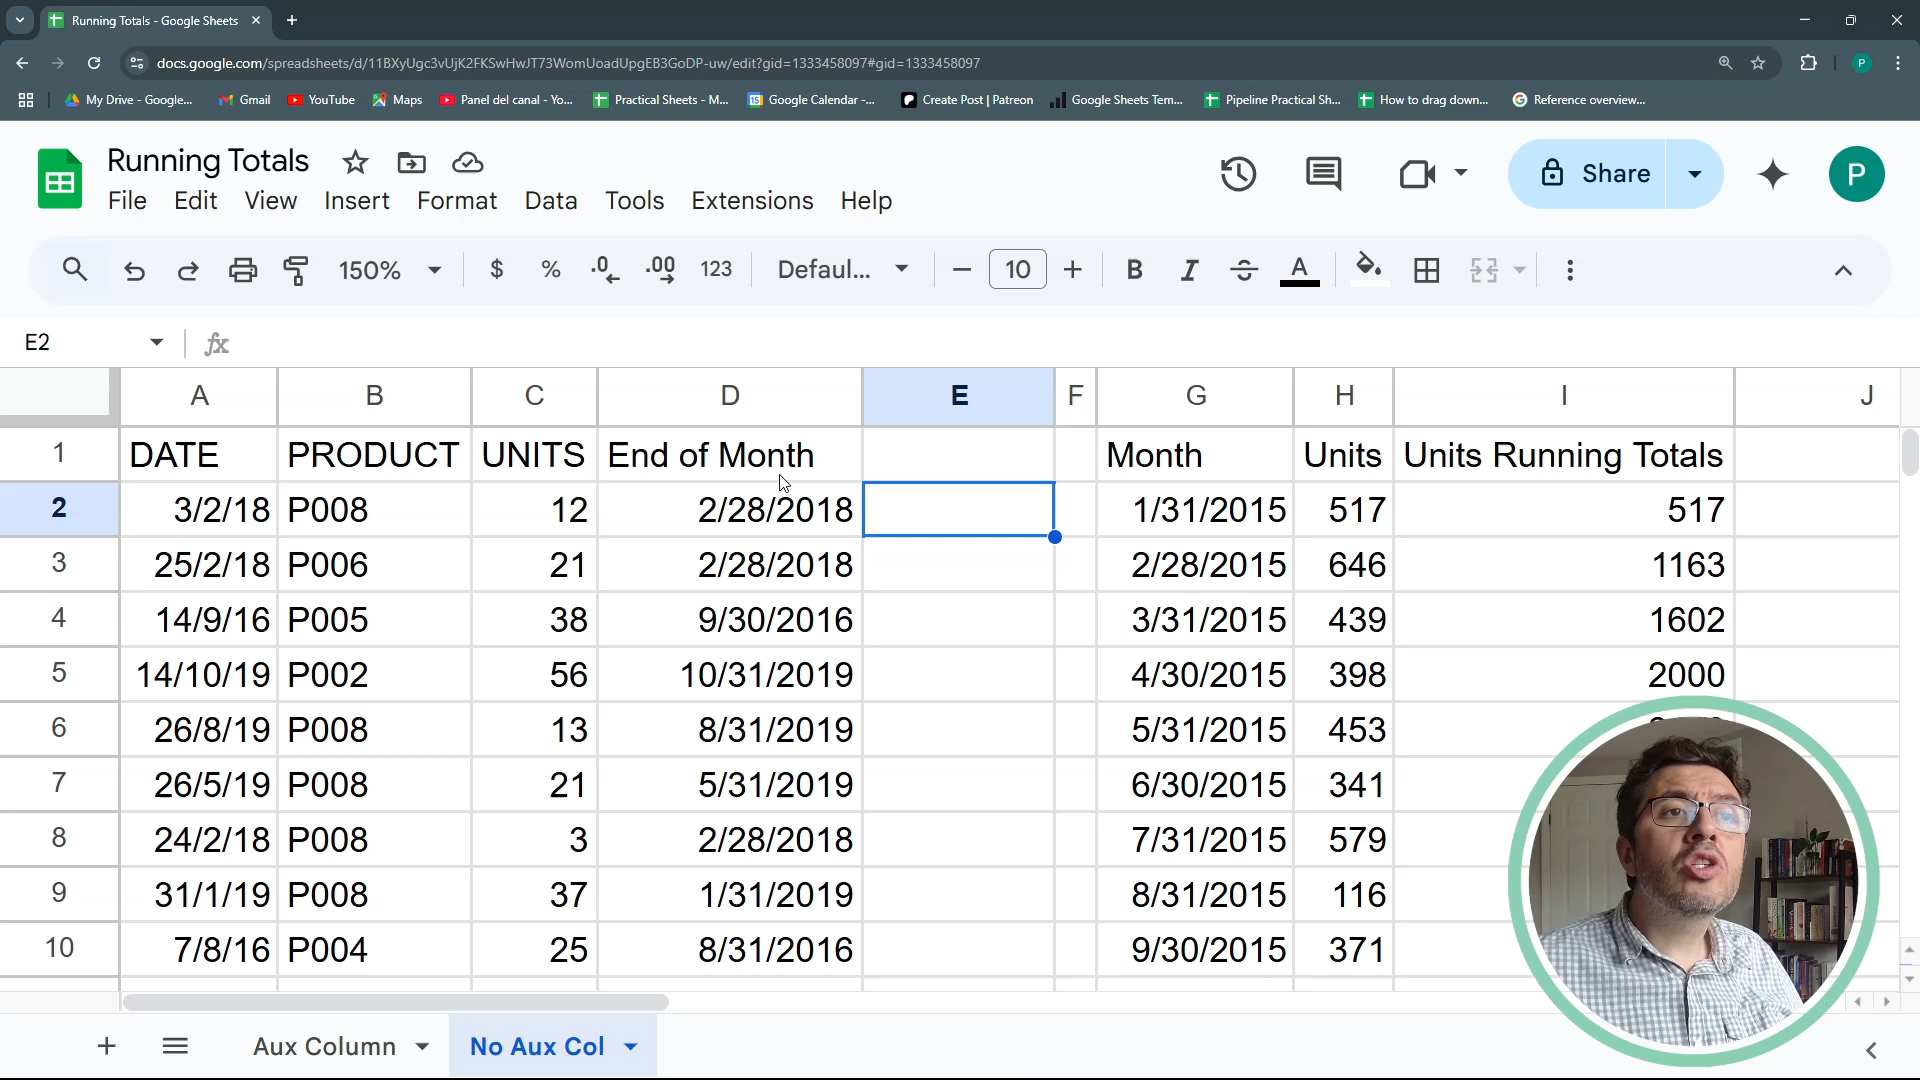 Running Totals - Google Sheets
docs.google.com/spreadsheets/d/11BXyUgc3vUjK2FKSwHwJT73WomUoadUpgEB3GoDP-uw/edit?gid=1333458097#gid=1333458097
P
My Drive - Google...
Gmail
YouTube
Maps
Panel del canal - Yo...
Practical Sheets - M...
Google Calendar -...
Create Post | Patreon
Google Sheets Tem...
Pipeline Practical Sh...
How to drag down...
Reference overview...
Running Totals
Share
P
File Edit View Insert Format Data Tools Extensions Help
150% $ % .0 .00 123 Defaul... 10 B I S A
E2 fx
A B C D E F G H I J
1 DATE PRODUCT UNITS End of Month Month Units Units Running Totals
2 3/2/18 P008 12 2/28/2018 1/31/2015 517 517
3 25/2/18 P006 21 2/28/2018 2/28/2015 646 1163
4 14/9/16 P005 38 9/30/2016 3/31/2015 439 1602
5 14/10/19 P002 56 10/31/2019 4/30/2015 398 2000
6 26/8/19 P008 13 8/31/2019 5/31/2015 453
7 26/5/19 P008 21 5/31/2019 6/30/2015 341
8 24/2/18 P008 3 2/28/2018 7/31/2015 579
9 31/1/19 P008 37 1/31/2019 8/31/2015 116
10 7/8/16 P004 25 8/31/2016 9/30/2015 371
Aux Column No Aux Col